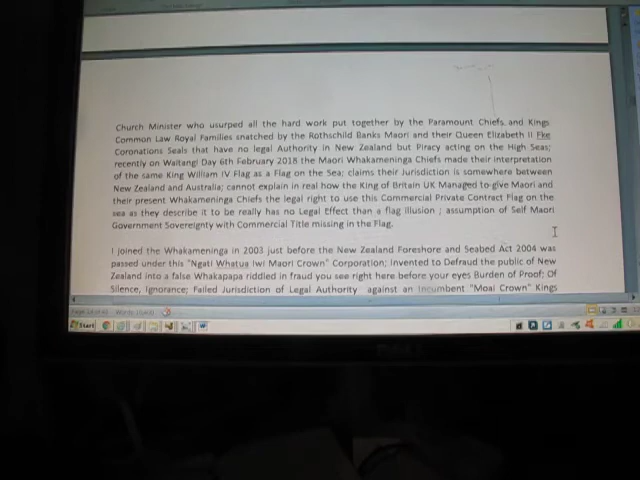 Church Minister who usurped all the hard work put together by the Paramount Chiefs and Kings
Common Law Royal Families snatched by the Rothschild Banks Maori and their Queen Elizabeth II Fke
Coronations Seals that have no legal Authority in New Zealand but Piracy acting on the High Seas;
recently on Waitangi Day 6th February 2018 the Maori Whakameninga Chiefs made their interpretation
of the same King William IV Flag as a Flag on the Sea; claims their Jurisdiction is somewhere between
New Zealand and Australia; cannot explain in real how the King of Britain UK Managed to give Maori and
their present Whakameninga Chiefs the legal right to use this Commercial Private Contract Flag on the
sea as they describe it to be really has no Legal Effect than a flag illusion ; assumption of Self Maori
Government Sovereignty with Commercial Title missing in the Flag.
I joined the Whakameninga in 2003 just before the New Zealand Foreshore and Seabed Act 2004 was
passed under this "Ngati Whatua Iwi Maori Crown" Corporation; Invented to Defraud the public of New
Zealand into a false Whakapapa riddled in fraud you see right here before your eyes Burden of Proof; Of
Silence, Ignorance; Failed Jurisdiction of Legal Authority against an Incumbent "Moai Crown" Kings
Start